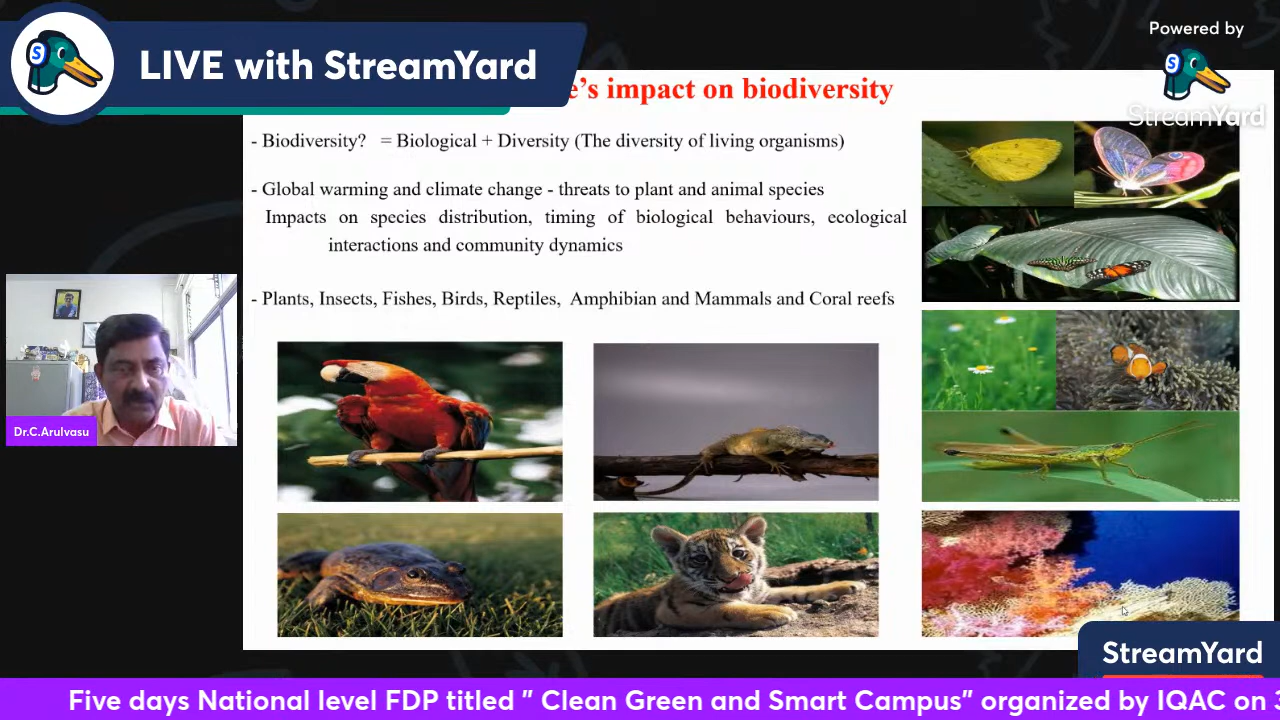 LIVE with StreamYard
Powered by
StreamYard
e's impact on biodiversity
- Biodiversity? = Biological + Diversity (The diversity of living organisms)
- Global warming and climate change - threats to plant and animal species
Impacts on species distribution, timing of biological behaviours, ecological
interactions and community dynamics
- Plants, Insects, Fishes, Birds, Reptiles, Amphibian and Mammals and Coral reefs
Dr.C.Arulvasu
StreamYard
Five days National level FDP titled " Clean Green and Smart Campus" organized by IQAC on 3